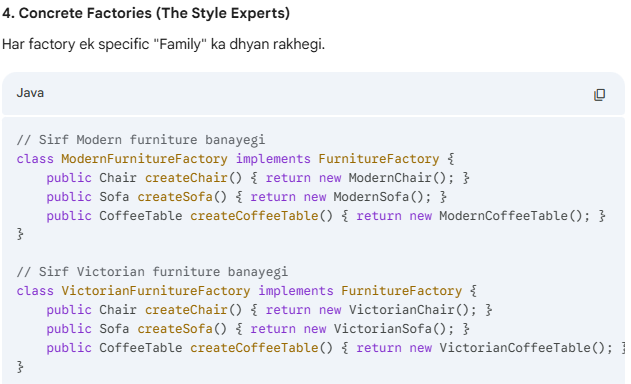 4. Concrete Factories (The Style Experts)
Har factory ek specific "Family" ka dhyan rakhegi.
Java
// Sirf Modern furniture banayegi
class ModernFurnitureFactory implements FurnitureFactory {
    public Chair createChair() { return new ModernChair(); }
    public Sofa createSofa() { return new ModernSofa(); }
    public CoffeeTable createCoffeeTable() { return new ModernCoffeeTable(); }
}

// Sirf Victorian furniture banayegi
class VictorianFurnitureFactory implements FurnitureFactory {
    public Chair createChair() { return new VictorianChair(); }
    public Sofa createSofa() { return new VictorianSofa(); }
    public CoffeeTable createCoffeeTable() { return new VictorianCoffeeTable(); }
}